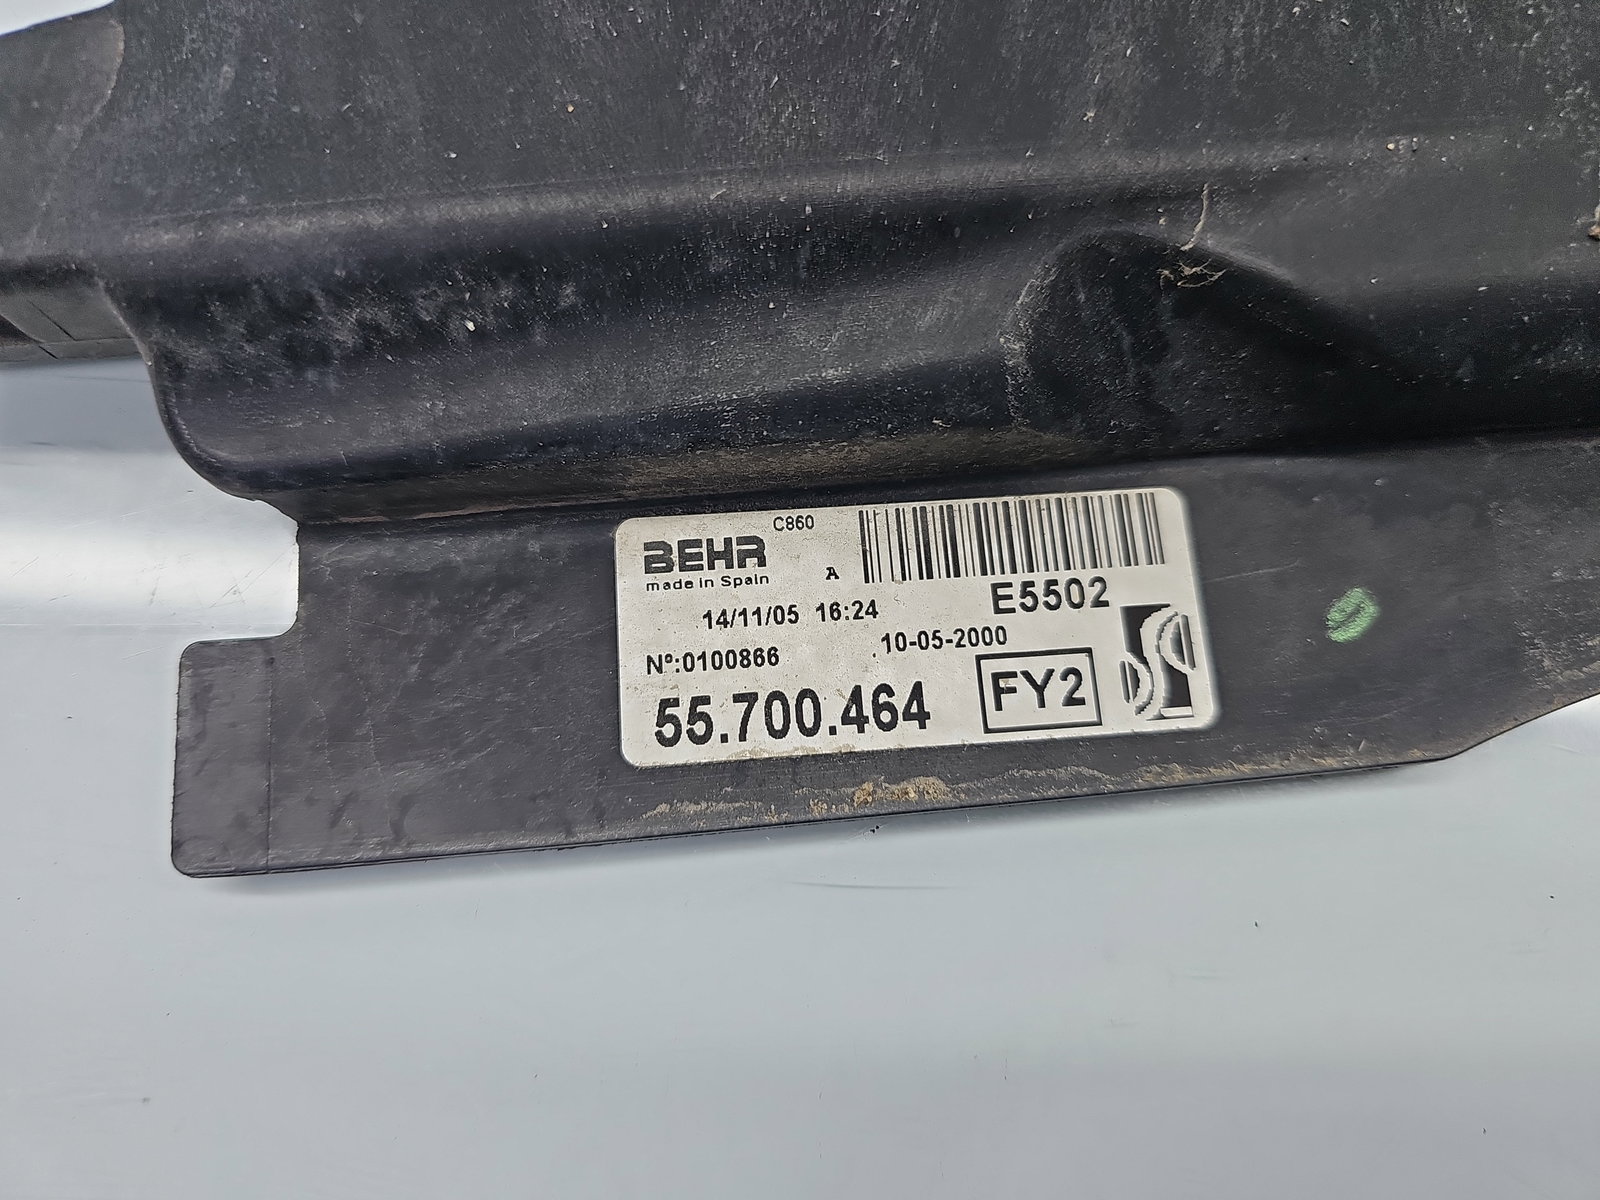 C860
BEHR
made in Spain
A
E5502
14/11/05 16:24
10-05-2000
Nº:0100866
55.700.464
FY2